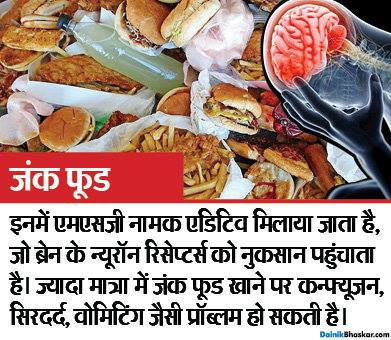 जंक फूड
इनमें एमएसजी नामक एडिटिव मिलाया जाता है,
जो ब्रेन के न्यूरॉन रिसेप्टर्स को नुकसान पहुंचाता
है। ज्यादा मात्रा में जंक फूड खाने पर कन्फ्यूजन,
सिरदर्द, वोमिटिंग जैसी प्रॉब्लम हो सकती है।
DainikBhaskar.com